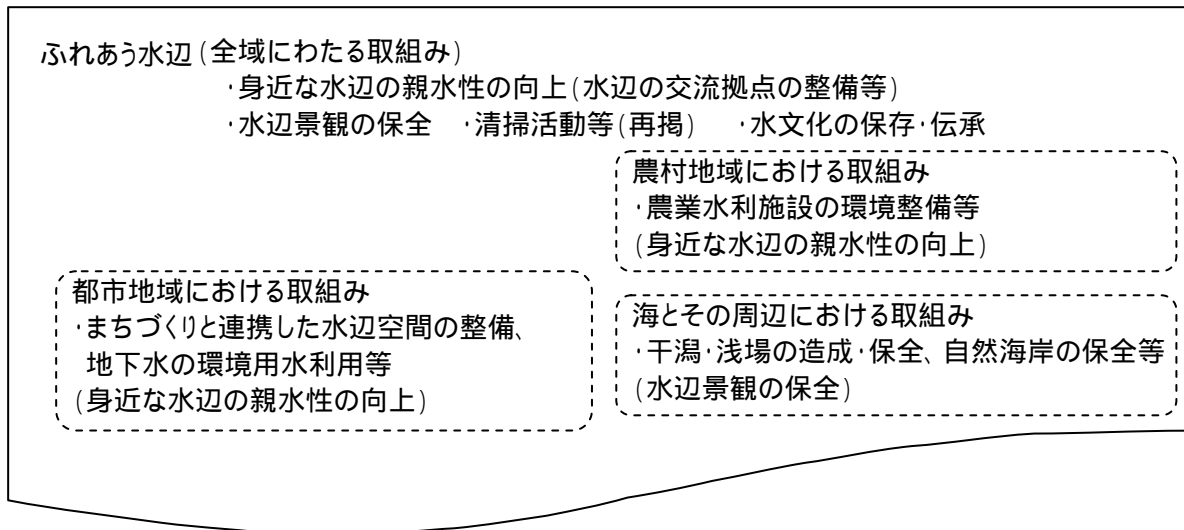 ふれあう水辺(全域にわたる取組み)
・身近な水辺の親水性の向上(水辺の交流拠点の整備等)
・水辺景観の保全　・清掃活動等(再掲)　・水文化の保存・伝承
農村地域における取組み
・農業水利施設の環境整備等
(身近な水辺の親水性の向上)
都市地域における取組み
・まちづくりと連携した水辺空間の整備、
地下水の環境用水利用等
(身近な水辺の親水性の向上)
海とその周辺における取組み
・干潟・浅場の造成・保全、自然海岸の保全等
(水辺景観の保全)